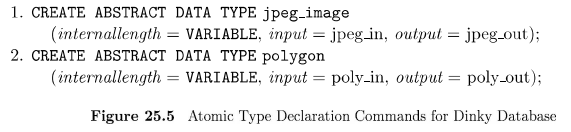 1. CREATE ABSTRACT DATA TYPE jpeg_image
(internallength = VARIABLE, input = jpeg_in, output = jpeg_out);
2. CREATE ABSTRACT DATA TYPE polygon
(internallength = VARIABLE, input = poly_in, output = poly_out);
Figure 25.5 Atomic Type Declaration Commands for Dinky Database